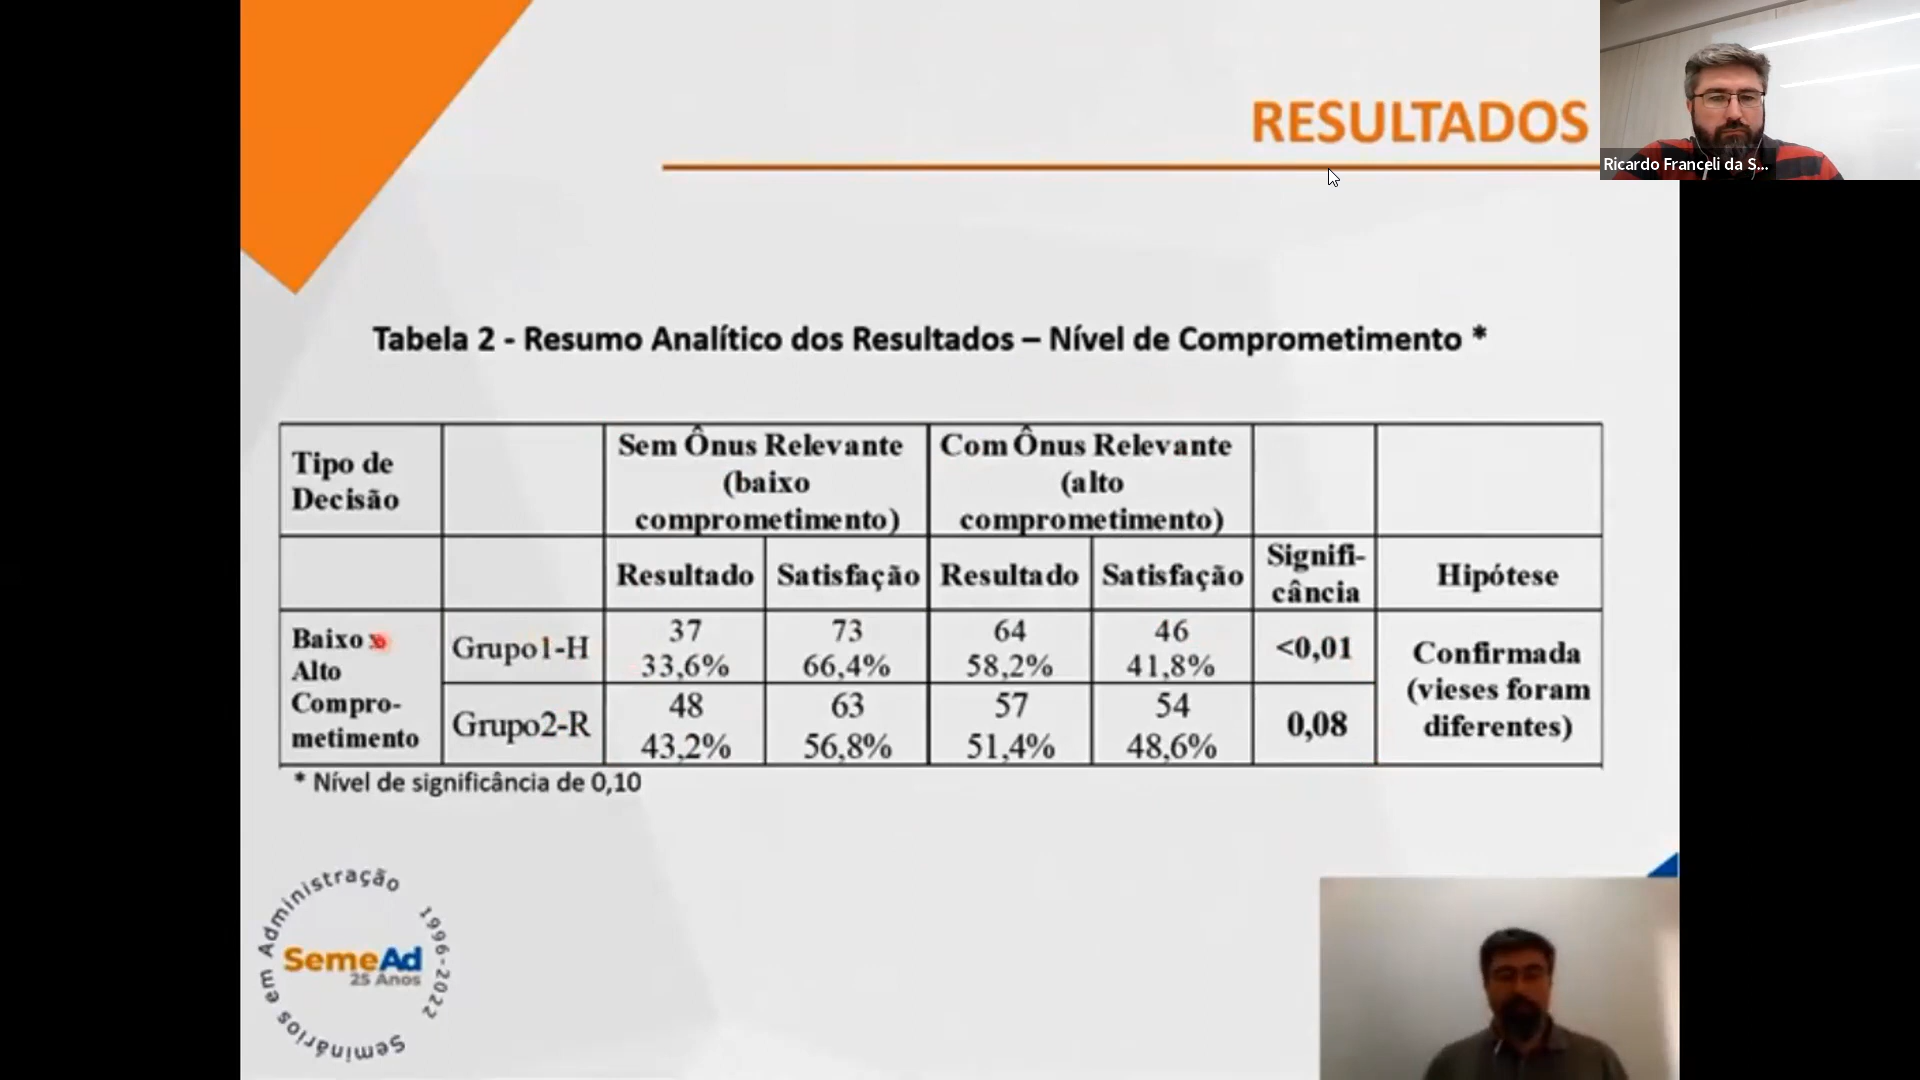 RESULTADOS
Ricardo Franceli da S...
Tabela 2 - Resumo Analítico dos Resultados – Nível de Comprometimento *
Tipo de
Decisão
Sem Ônus Relevante
(baixo
comprometimento)
Com Ônus Relevante
(alto
comprometimento)
Resultado
Satisfação
Resultado
Satisfação
Signifi-
cância
Hipótese
Baixo x
Alto
Compro-
metimento
Grupo1-H
37
33,6%
73
66,4%
64
58,2%
46
41,8%
<0,01
Confirmada
(vieses foram
diferentes)
Grupo2-R
48
43,2%
63
56,8%
57
51,4%
54
48,6%
0,08
* Nível de significância de 0,10
Seminários em Administração
1996-2022
SemeAd
25 Anos